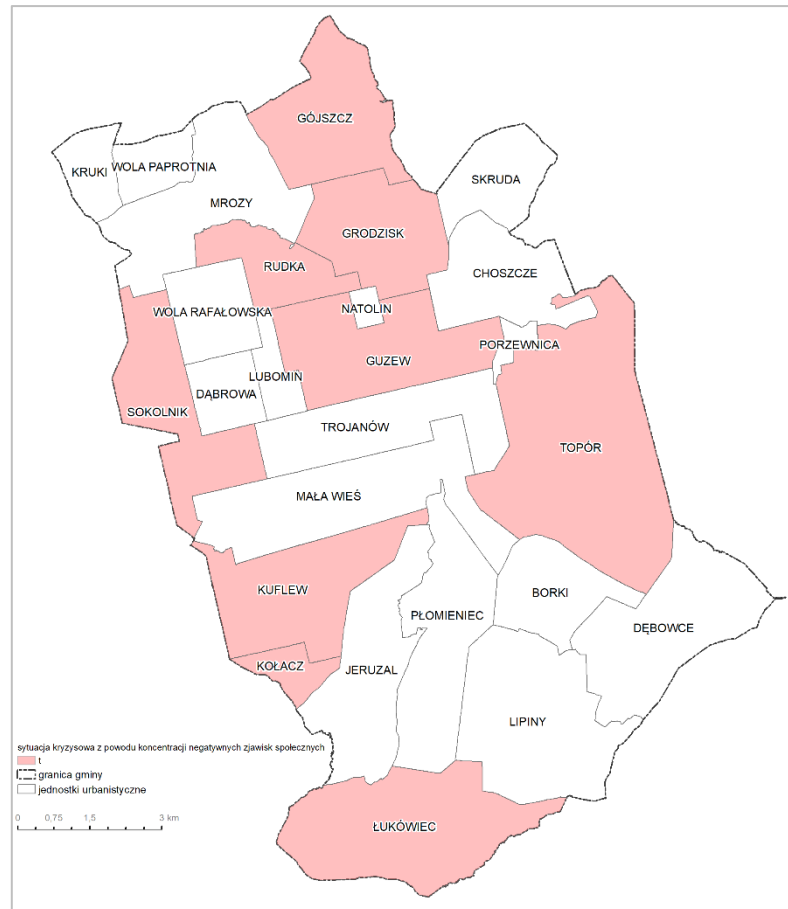 GÓJSZCZ
WOLA PAPROTNIA
KRUKI
SKRUDA
MROZY
GRODZISK
RUDKA
CHOSZCZE
NATOLIN
WOLA RAFAŁOWSKA
PORZEWNICA
GUZEW
LUBOMIŃ
DĄBROWA
SOKOLNIK
TROJANÓW
TOPÓR
MAŁA WIEŚ
KUFLEW
BORKI
PŁOMIENIEC
DĘBOWCE
KOŁACZ
JERUZAL
LIPINY
sytuacja kryzysowa z powodu koncentracji negatywnych zjawisk społecznych
t
granica gminy
jednostki urbanistyczne
0 0,75 1,5 3 km
ŁUKÓWIEC